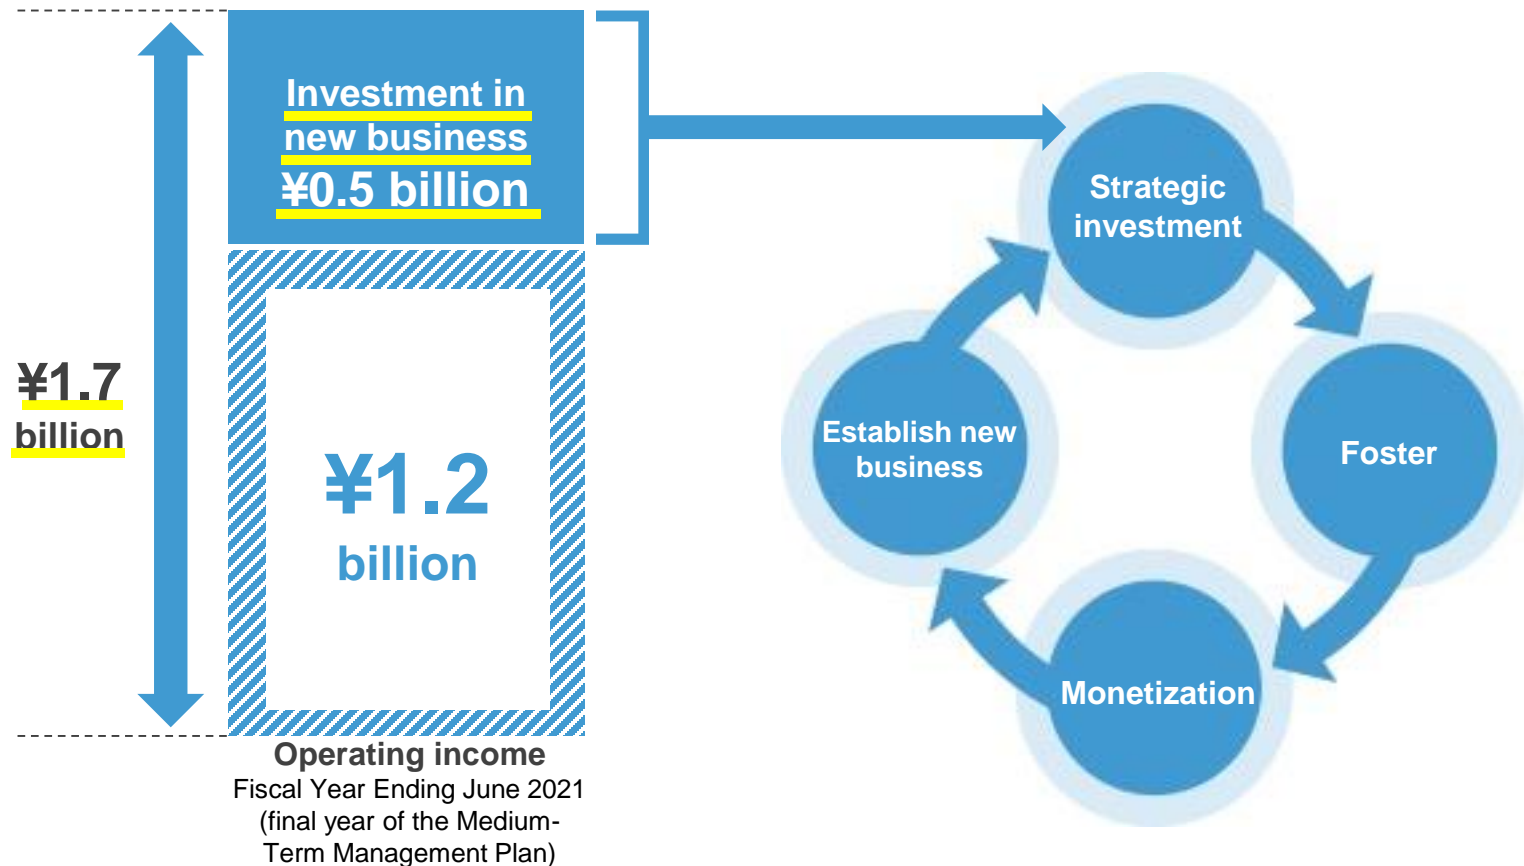 Investment in
new business
¥0.5 billion
¥1.7
billion
¥1.2
billion
Operating income
Fiscal Year Ending June 2021
(final year of the Medium-
Term Management Plan)
Strategic
investment
Foster
Monetization
Establish new
business